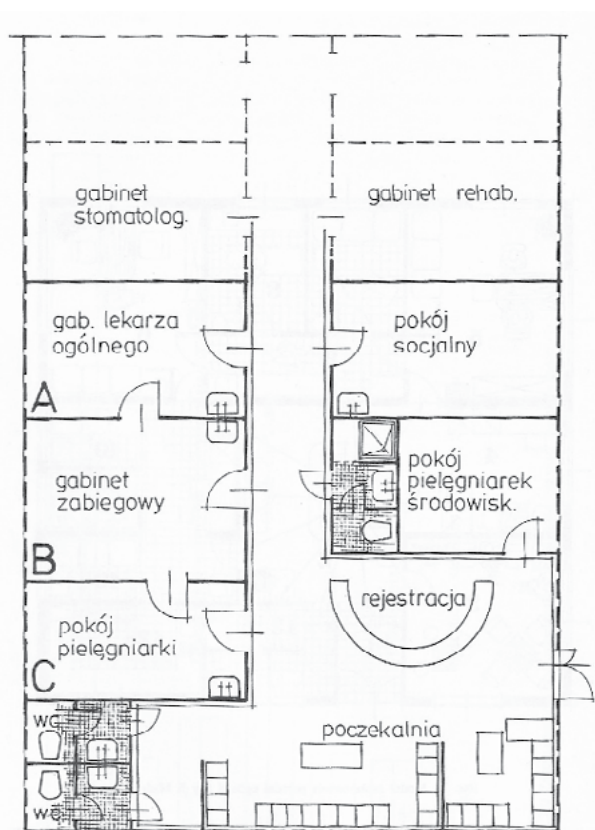 gabinet
stomatolog.
gabinet rehab.
gab. lekarza
ogólnego
pokój
socjalny
A
gabinet
zabiegowy
pokój
pielęgniarek
środowisk.
B
rejestracja
pokój
pielęgniarki
C
wc
poczekalnia
wc